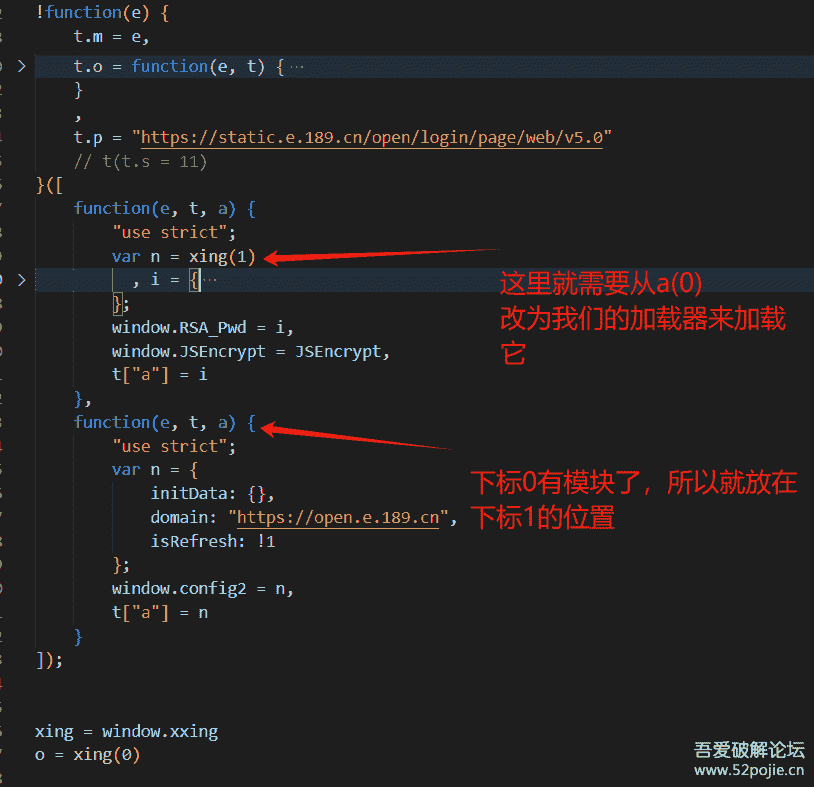 !function(e) {
t.m = e,
t.o = function(e, t) {···
}
,
t.p = "https://static.e.189.cn/open/login/page/web/v5.0"
// t(t.s = 11)
}([
function(e, t, a) {
"use strict";
var n = xing(1)
, i = {···
};
window.RSA_Pwd = i,
window.JSEncrypt = JSEncrypt,
t["a"] = i
},
function(e, t, a) {
"use strict";
var n = {
initData: {},
domain: "https://open.e.189.cn",
isRefresh: !1
};
window.config2 = n,
t["a"] = n
}
]);
xing = window.xxing
o = xing(0)
这里就需要从a(0)
改为我们的加载器来加载
它
下标0有模块了，所以就放在
下标1的位置
吾爱破解论坛
www.52pojie.cn